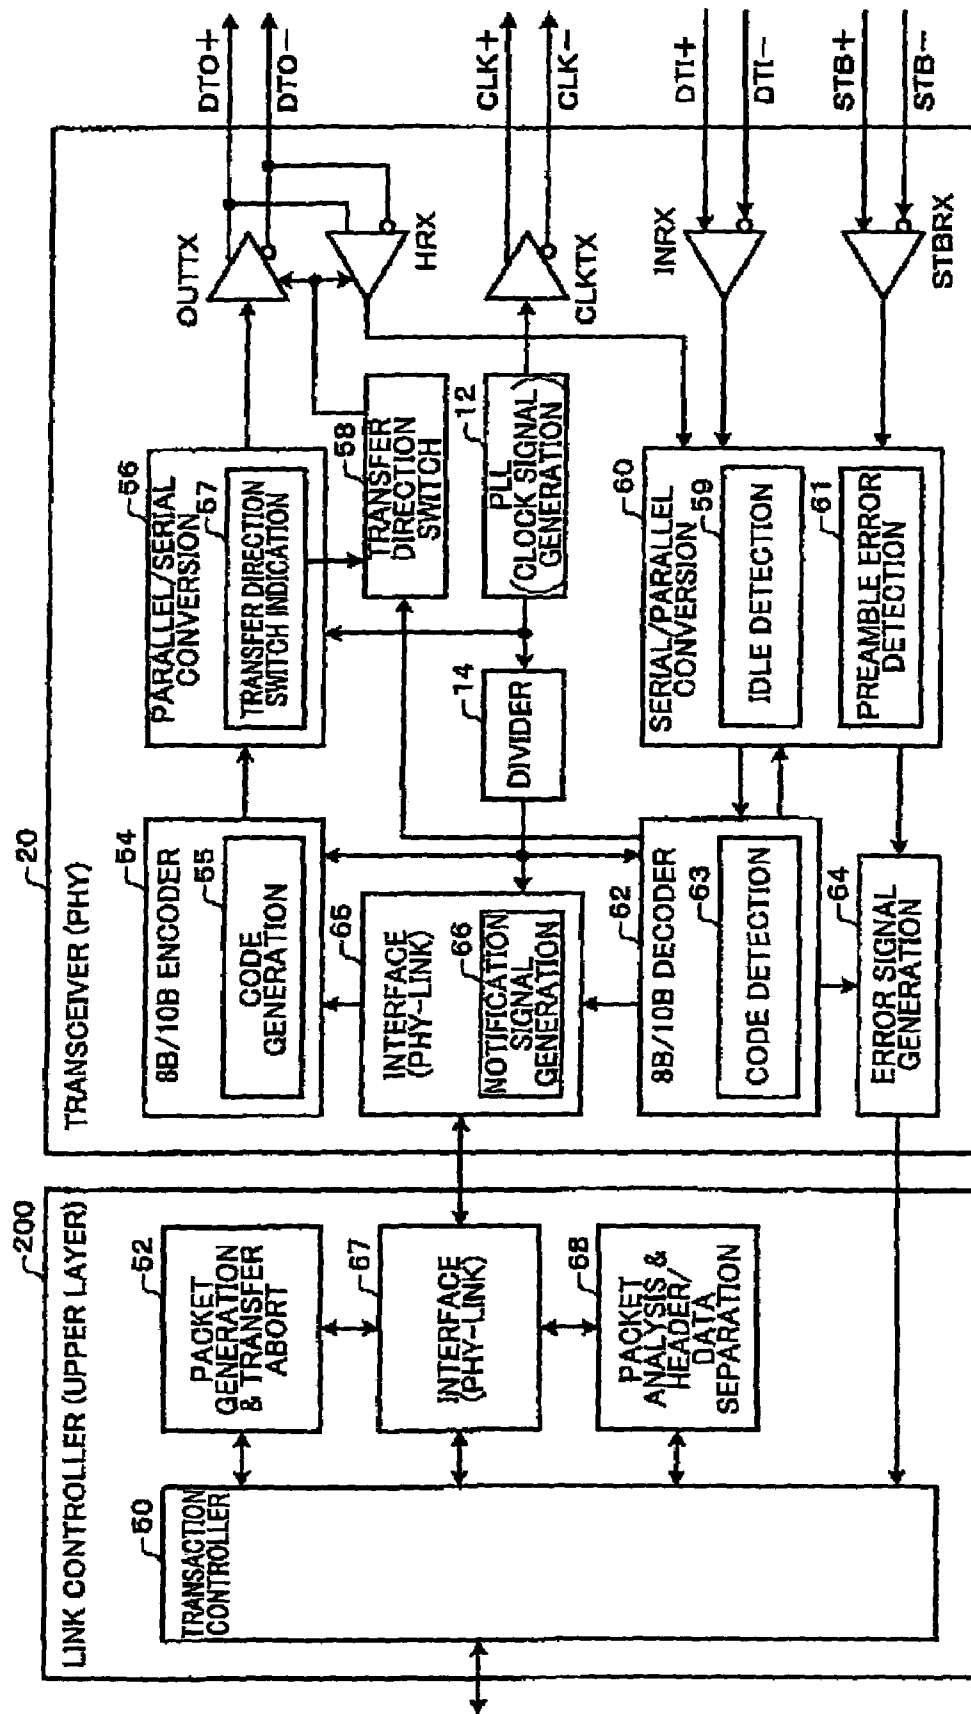 LINK CONTROLLER (UPPER LAYER)
200
TRANSACTION
CONTROLLER
50
PACKET
GENERATION
& TRANSFER
ABORT
52
INTERFACE
(PHY-LINK)
67
PACKET
ANALYSIS &
HEADER/
DATA
SEPARATION
68
TRANSCEIVER (PHY)
20
8B/10B ENCODER
54
CODE
GENERATION
55
INTERFACE
(PHY-LINK)
65
NOTIFICATION
SIGNAL
GENERATION
66
8B/10B DECODER
62
CODE DETECTION
63
ERROR SIGNAL
GENERATION
64
PARALLEL/SERIAL
CONVERSION
56
TRANSFER DIRECTION
SWITCH INDICATION
57
TRANSFER
DIRECTION
SWITCH
58
DIVIDER
14
PLL
(CLOCK SIGNAL
GENERATION)
12
SERIAL/PARALLEL
CONVERSION
60
IDLE DETECTION
59
PREAMBLE ERROR
DETECTION
61
OUTTX
HRX
CLKTX
INRX
STBRX
DTO+
DTO-
CLK+
CLK-
DTI+
DTI-
STB+
STB-